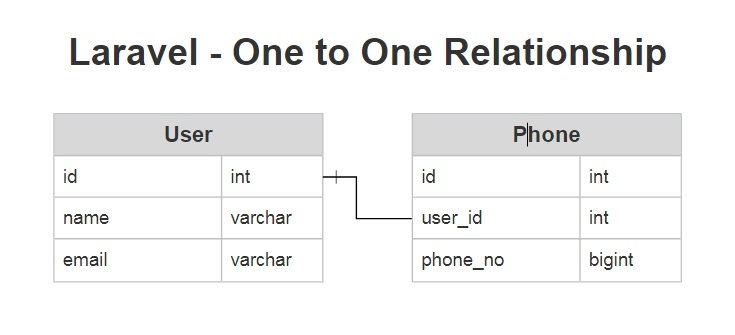 Laravel - One to One Relationship
User
id int
name varchar
email varchar
Phone
id int
user_id int
phone_no bigint